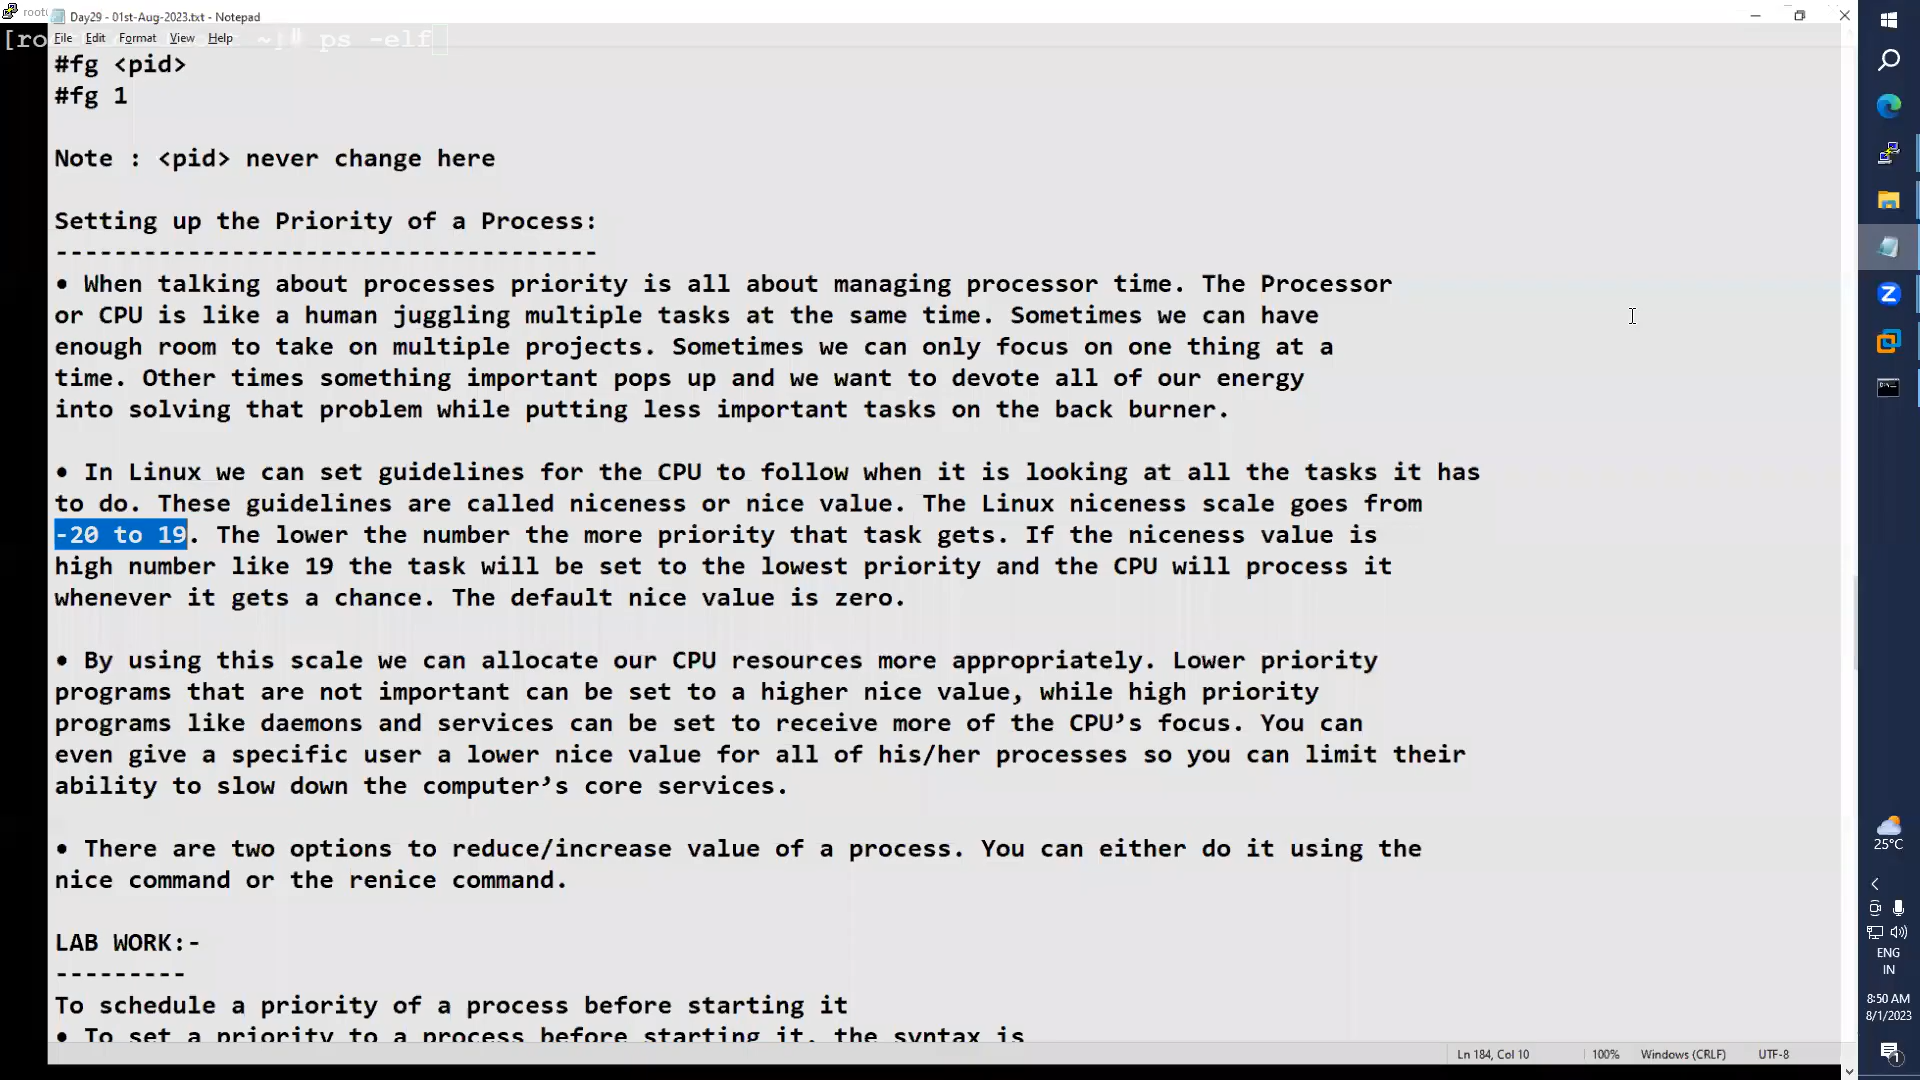 root
Day29 - 01st-Aug-2023.txt - Notepad
File Edit Format View Help
[ro ~]# ps -elf
#fg <pid>
#fg 1
Note : <pid> never change here
Setting up the Priority of a Process:
-------------------------------------
• When talking about processes priority is all about managing processor time. The Processor
or CPU is like a human juggling multiple tasks at the same time. Sometimes we can have
enough room to take on multiple projects. Sometimes we can only focus on one thing at a
time. Other times something important pops up and we want to devote all of our energy
into solving that problem while putting less important tasks on the back burner.
• In Linux we can set guidelines for the CPU to follow when it is looking at all the tasks it has
to do. These guidelines are called niceness or nice value. The Linux niceness scale goes from
-20 to 19. The lower the number the more priority that task gets. If the niceness value is
high number like 19 the task will be set to the lowest priority and the CPU will process it
whenever it gets a chance. The default nice value is zero.
• By using this scale we can allocate our CPU resources more appropriately. Lower priority
programs that are not important can be set to a higher nice value, while high priority
programs like daemons and services can be set to receive more of the CPU’s focus. You can
even give a specific user a lower nice value for all of his/her processes so you can limit their
ability to slow down the computer’s core services.
• There are two options to reduce/increase value of a process. You can either do it using the
nice command or the renice command.
LAB WORK:-
---------
To schedule a priority of a process before starting it
• To set a priority to a process before starting it, the syntax is
Ln 184, Col 10 100% Windows (CRLF) UTF-8
25°C
ENG
IN
8:50 AM
8/1/2023
1